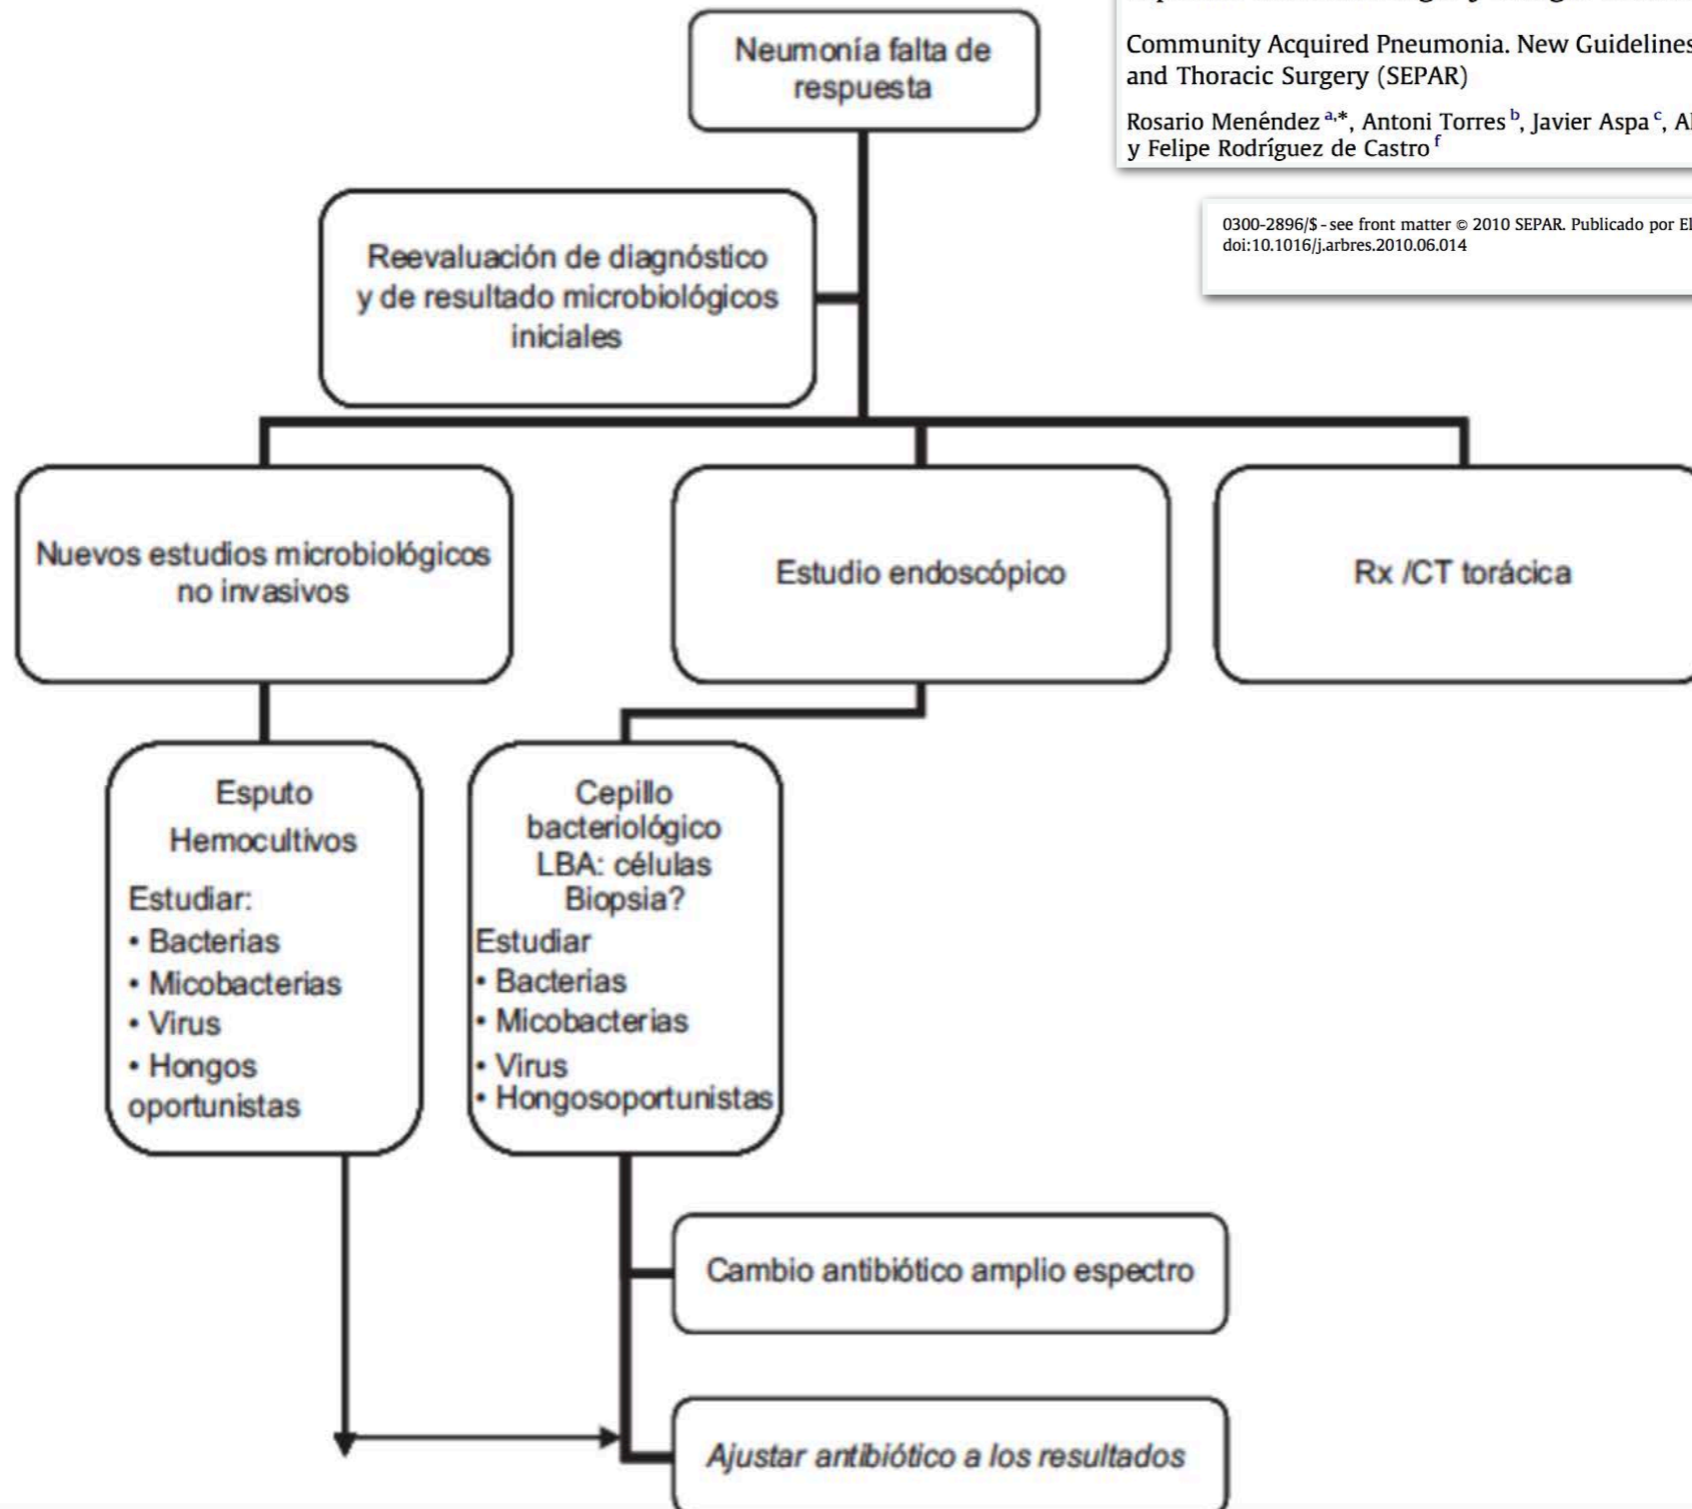 Community Acquired Pneumonia. New Guidelines
and Thoracic Surgery (SEPAR)
Rosario Menéndez a,*, Antoni Torres b, Javier Aspa c,
y Felipe Rodríguez de Castro f
0300-2896/$ - see front matter © 2010 SEPAR. Publicado por El
doi:10.1016/j.arbres.2010.06.014
Neumonía falta de
respuesta
Reevaluación de diagnóstico
y de resultado microbiológicos
iniciales
Nuevos estudios microbiológicos
no invasivos
Estudio endoscópico
Rx /CT torácica
Esputo
Hemocultivos
Estudiar:
• Bacterias
• Micobacterias
• Virus
• Hongos
oportunistas
Cepillo
bacteriológico
LBA: células
Biopsia?
Estudiar
• Bacterias
• Micobacterias
• Virus
• Hongosoportunistas
Cambio antibiótico amplio espectro
Ajustar antibiótico a los resultados